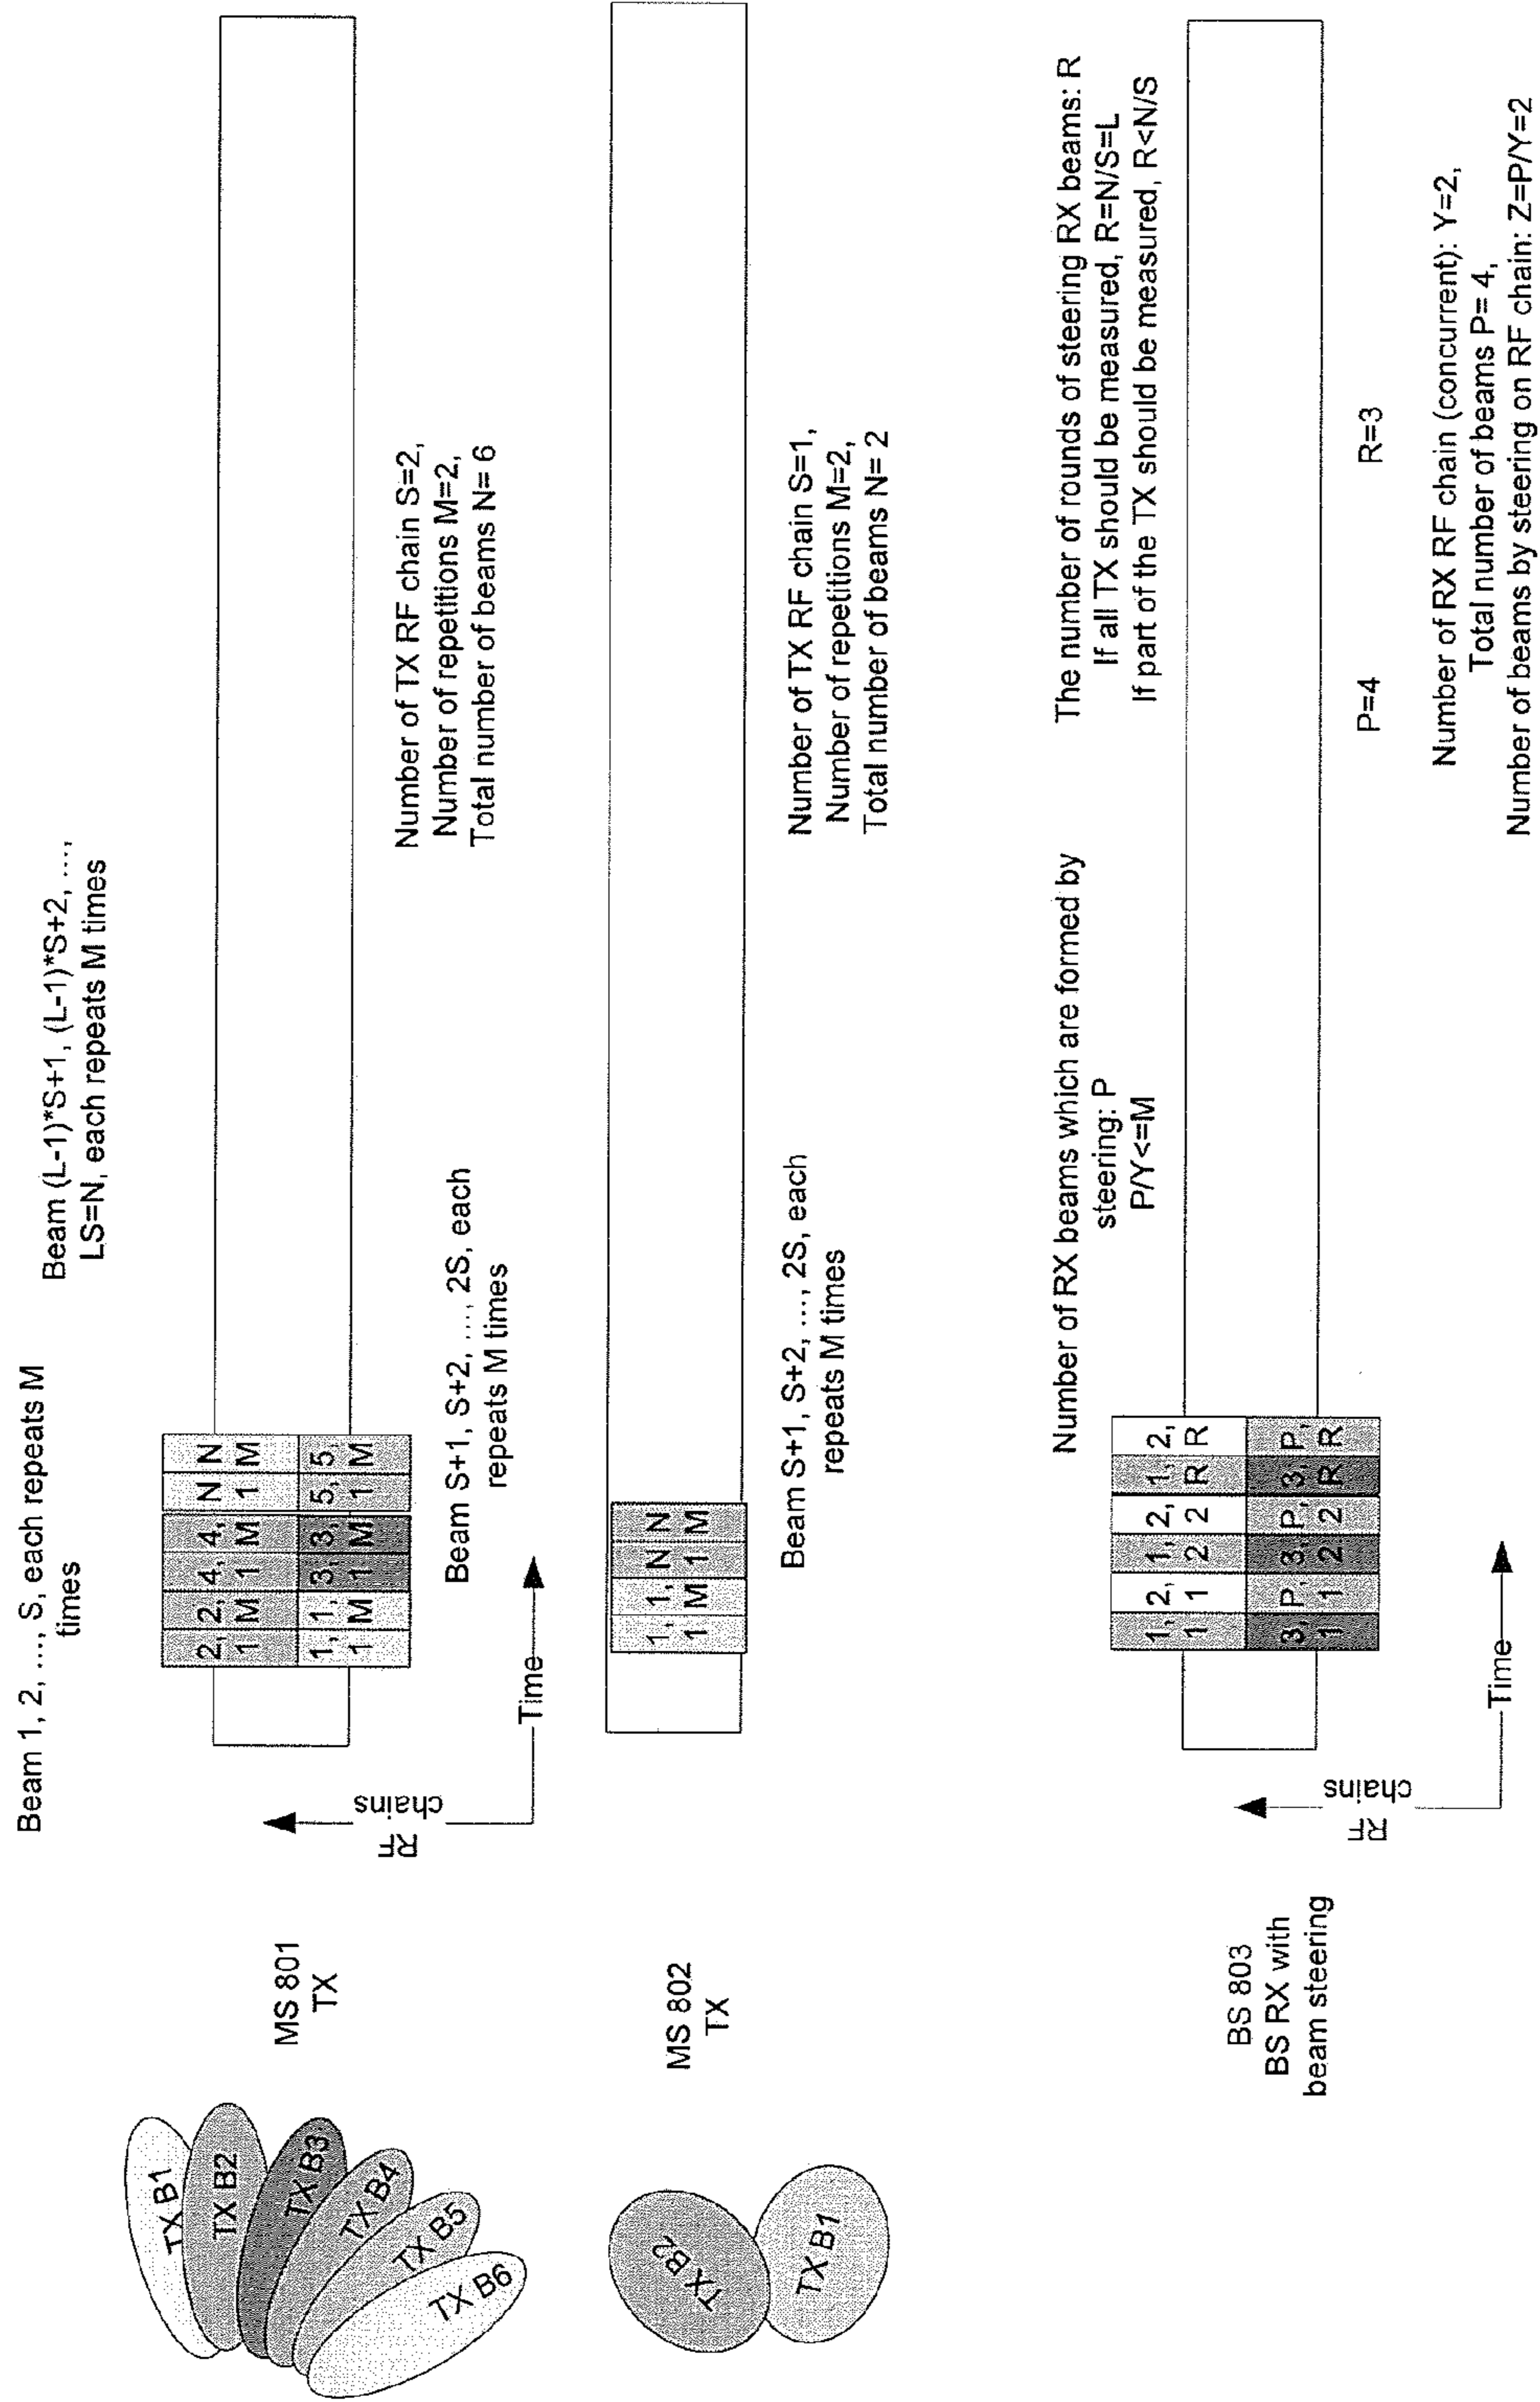 Beam 1, 2, ..., S, each repeats M
times
Beam (L-1)*S+1, (L-1)*S+2, ...,
LS=N, each repeats M times
TX B1
TX B2
TX B3
TX B4
TX B5
TX B6
MS 801
TX
RF
chains
2, 2, 4, 4, N N
1 M 1 M 1 M
1, 1, 3, 3, 5, 5,
1 M 1 M 1 M
Time
Number of TX RF chain S=2,
Number of repetitions M=2,
Total number of beams N= 6
Beam S+1, S+2, ..., 2S, each
repeats M times
TX B2
TX B1
MS 802
TX
1, 1, N N
1 M 1 M
Number of TX RF chain S=1,
Number of repetitions M=2,
Total number of beams N= 2
Beam S+1, S+2, ..., 2S, each
repeats M times
Number of RX beams which are formed by
steering: P
P/Y<=M
The number of rounds of steering RX beams: R
If all TX should be measured, R=N/S=L
If part of the TX should be measured, R<N/S
BS 803
BS RX with
beam steering
RF
chains
1, 2, 1, 2, 1, 2,
1 1 2 2 R R
3, P, 3, P, 3, P,
1 1 2 2 R R
Time
P=4
R=3
Number of RX RF chain (concurrent): Y=2,
Total number of beams P= 4,
Number of beams by steering on RF chain: Z=P/Y=2